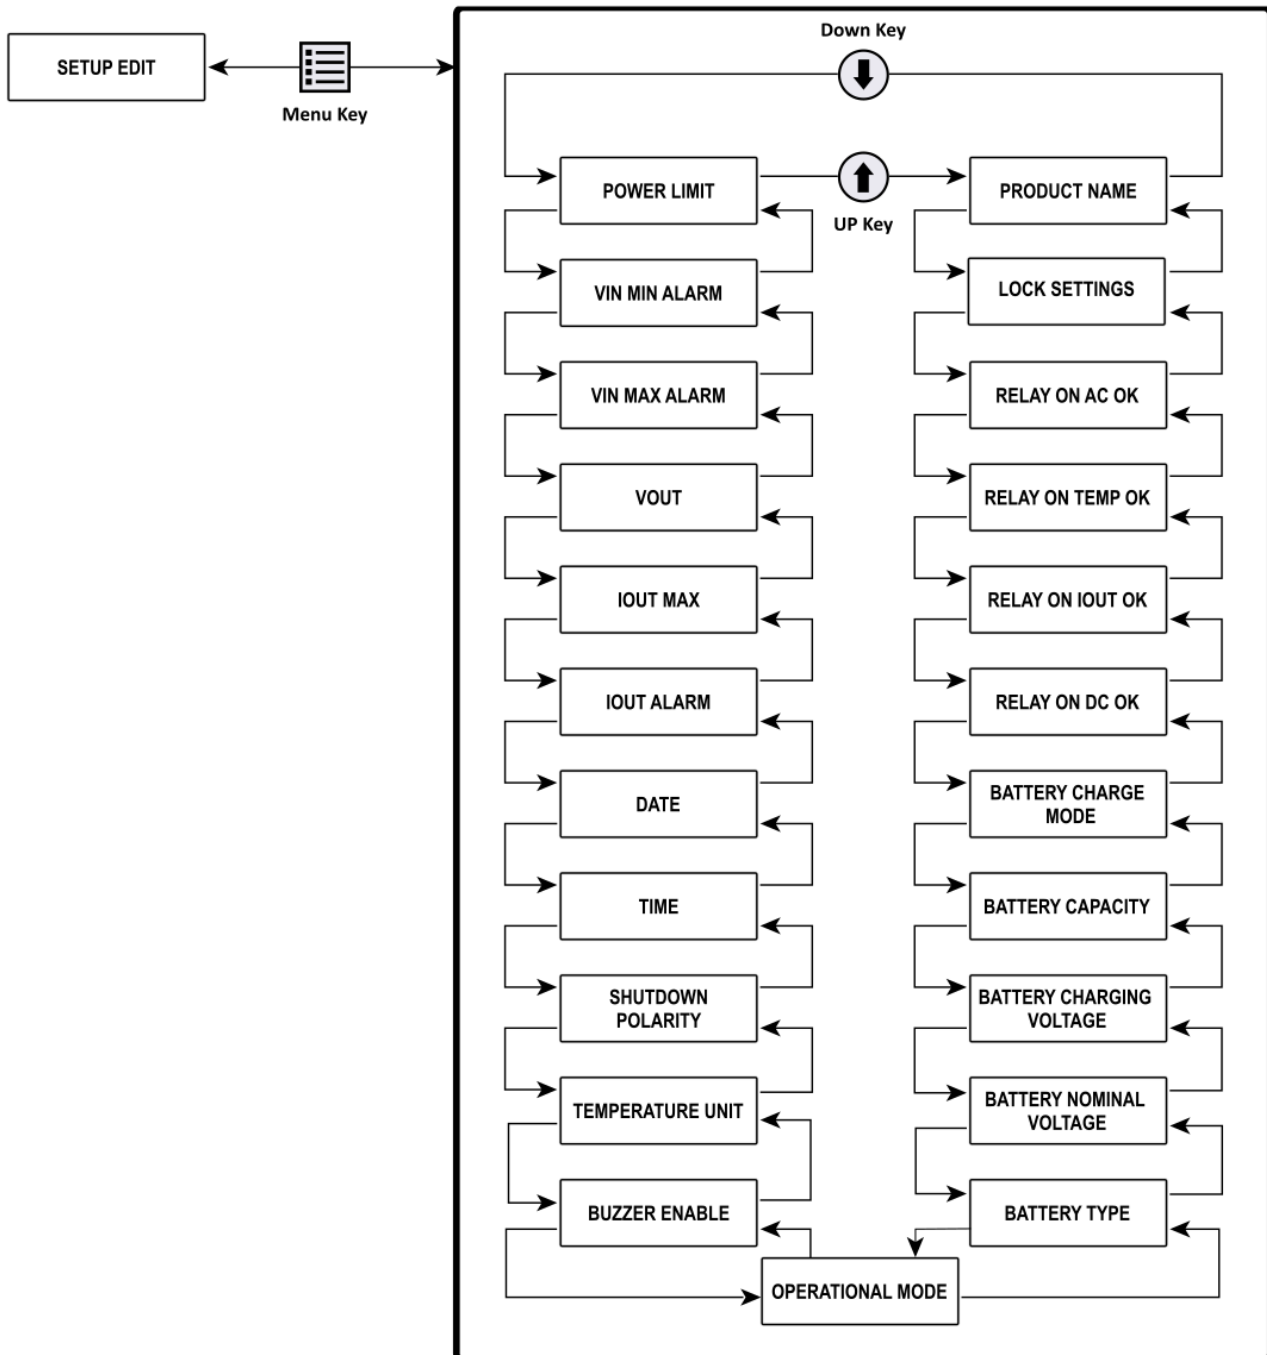 Down Key
SETUP EDIT
Menu Key
POWER LIMIT
PRODUCT NAME
UP Key
VIN MIN ALARM
LOCK SETTINGS
VIN MAX ALARM
RELAY ON AC OK
VOUT
RELAY ON TEMP OK
IOUT MAX
RELAY ON IOUT OK
IOUT ALARM
RELAY ON DC OK
DATE
BATTERY CHARGE
MODE
TIME
BATTERY CAPACITY
SHUTDOWN
POLARITY
BATTERY CHARGING
VOLTAGE
TEMPERATURE UNIT
BATTERY NOMINAL
VOLTAGE
BUZZER ENABLE
BATTERY TYPE
OPERATIONAL MODE